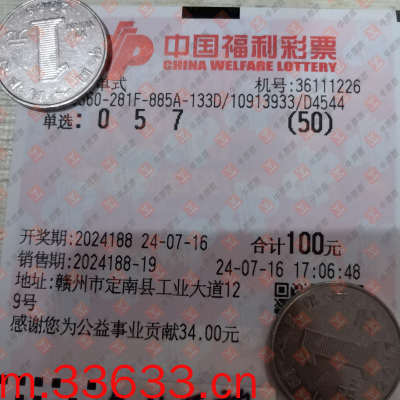 中国福利彩票
CHINA WELFARE LOTTERY
单式
机号:36111226
360-281F-885A-133D/10913933/D4544
单选: 0 5 7 (50)
开奖期:2024188 24-07-16 合计100元
销售期:2024188-19 24-07-16 17:06:48
地址:赣州市定南县工业大道12
9号
感谢您为公益事业贡献34.00元
m.33633.cn